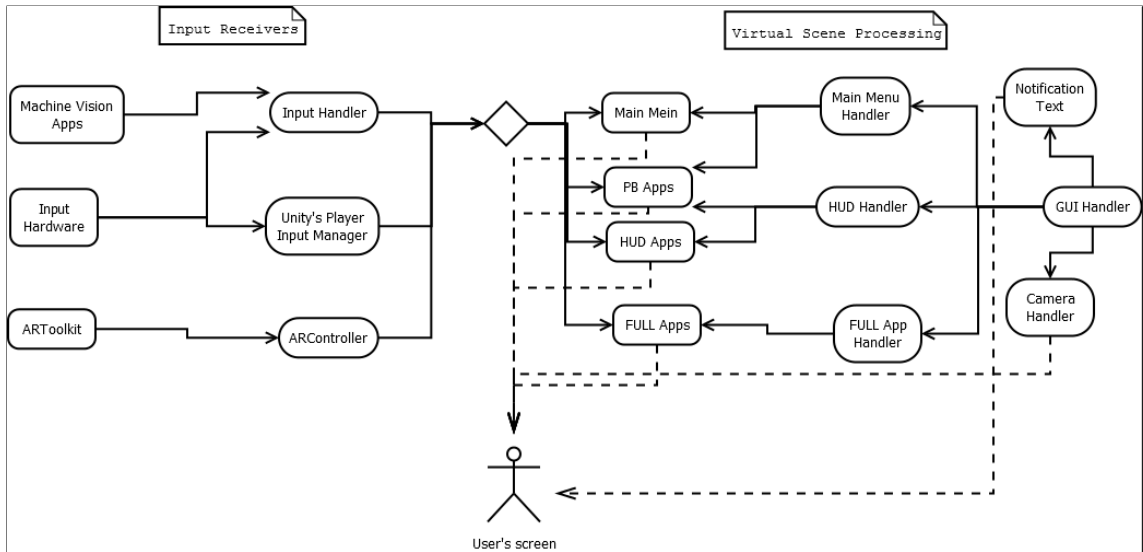 Input Receivers
Virtual Scene Processing
Machine Vision
Apps
Input Handler
Main Mein
Main Menu
Handler
Notification
Text
Input
Hardware
Unity's Player
Input Manager
PB Apps
HUD Apps
HUD Handler
GUI Handler
ARToolkit
ARController
FULL Apps
FULL App
Handler
Camera
Handler
User's screen